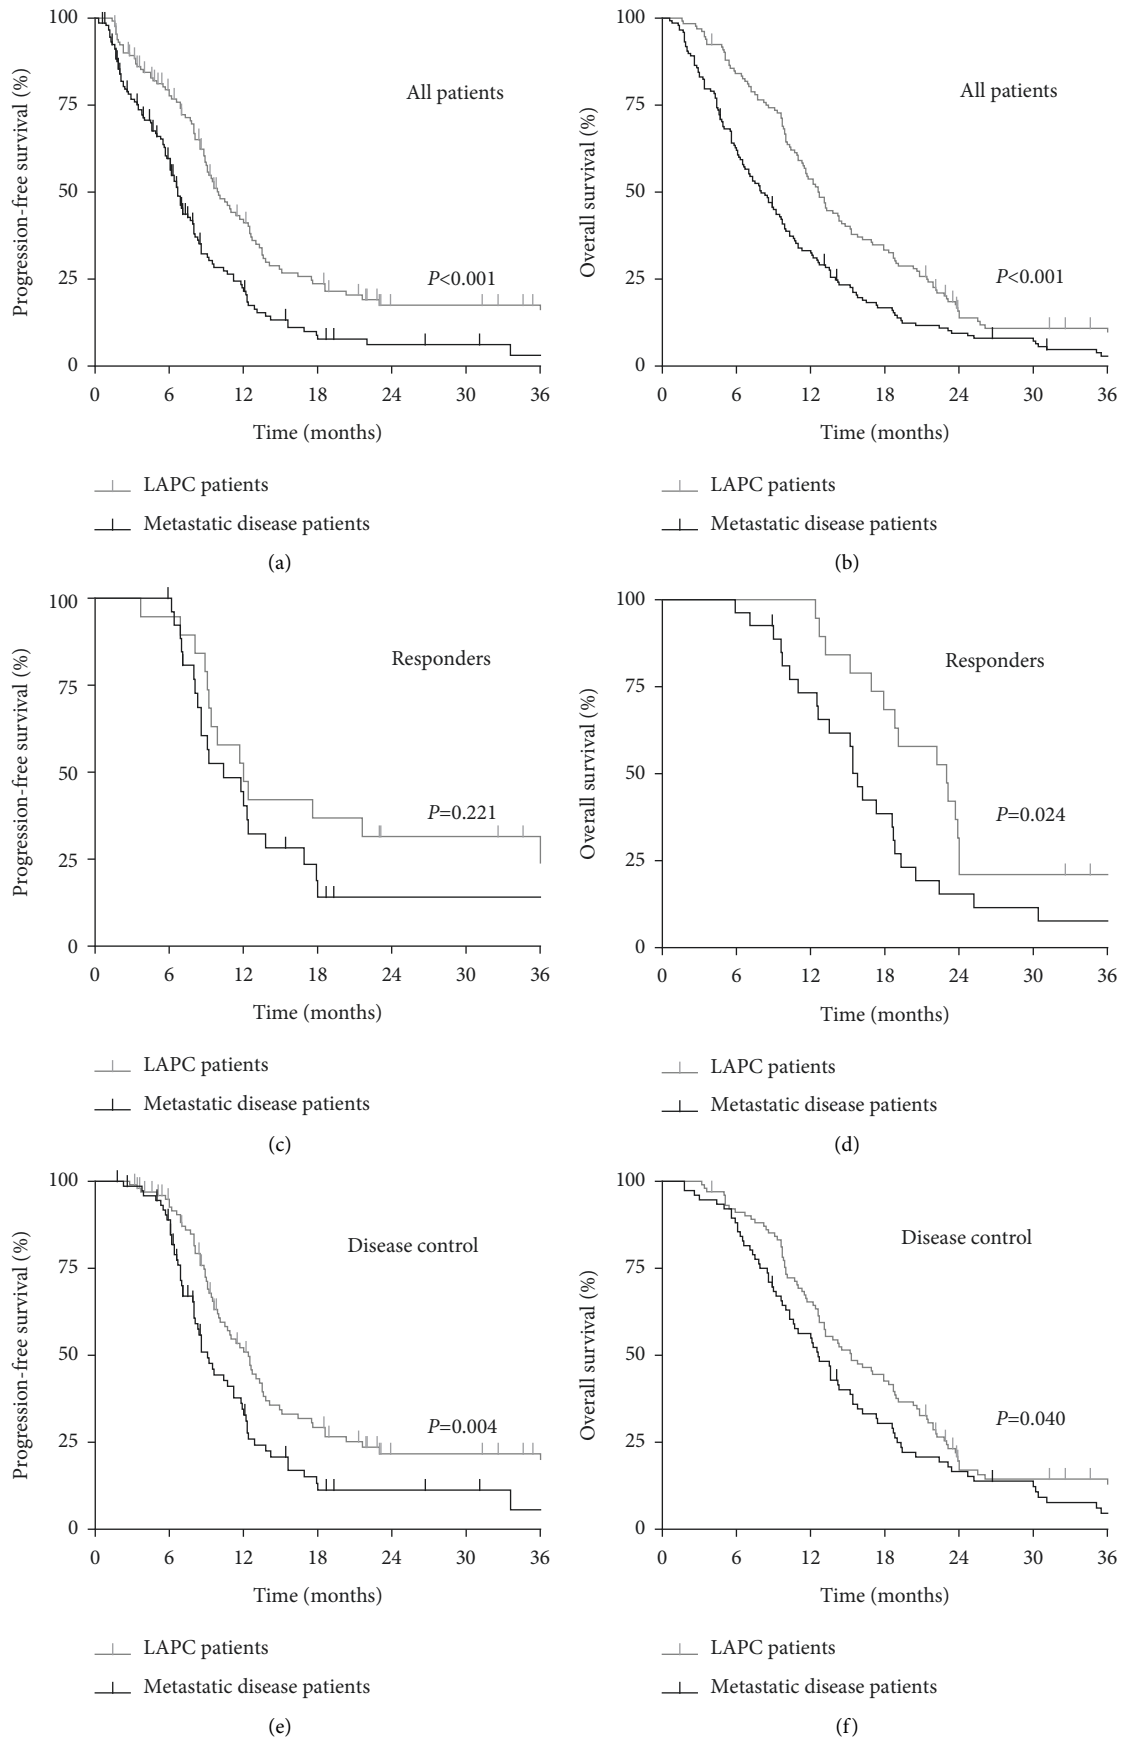 100
75
50
25
0
Progression-free survival (%)
All patients
P<0.001
0 6 12 18 24 30 36
Time (months)
LAPC patients
Metastatic disease patients
(a)
100
75
50
25
0
Overall survival (%)
All patients
P<0.001
0 6 12 18 24 30 36
Time (months)
LAPC patients
Metastatic disease patients
(b)
100
75
50
25
0
Progression-free survival (%)
Responders
P=0.221
0 6 12 18 24 30 36
Time (months)
LAPC patients
Metastatic disease patients
(c)
100
75
50
25
0
Overall survival (%)
Responders
P=0.024
0 6 12 18 24 30 36
Time (months)
LAPC patients
Metastatic disease patients
(d)
100
75
50
25
0
Progression-free survival (%)
Disease control
P=0.004
0 6 12 18 24 30 36
Time (months)
LAPC patients
Metastatic disease patients
(e)
100
75
50
25
0
Overall survival (%)
Disease control
P=0.040
0 6 12 18 24 30 36
Time (months)
LAPC patients
Metastatic disease patients
(f)